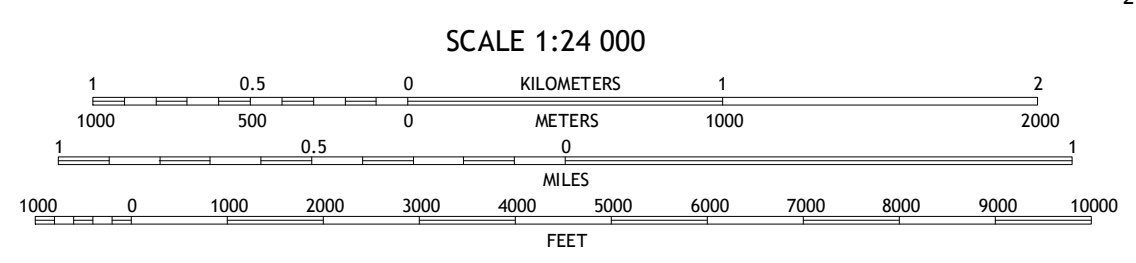 2
SCALE 1:24 000
1 0.5 0 KILOMETERS 1 2
1000 500 0 METERS 1000 2000
1 0.5 0 1
MILES
1000 0 1000 2000 3000 4000 5000 6000 7000 8000 9000 10000
FEET